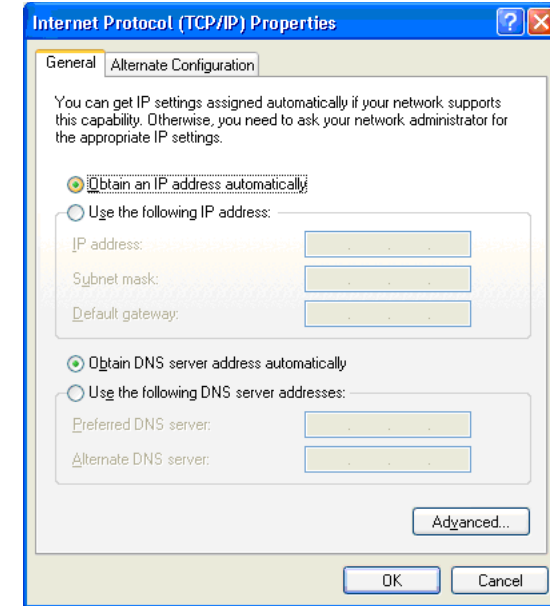 Internet Protocol (TCP/IP) Properties
General
Alternate Configuration
You can get IP settings assigned automatically if your network supports
this capability. Otherwise, you need to ask your network administrator for
the appropriate IP settings.
Obtain an IP address automatically
Use the following IP address:
IP address:
Subnet mask:
Default gateway:
Obtain DNS server address automatically
Use the following DNS server addresses:
Preferred DNS server:
Alternate DNS server:
Advanced...
OK
Cancel